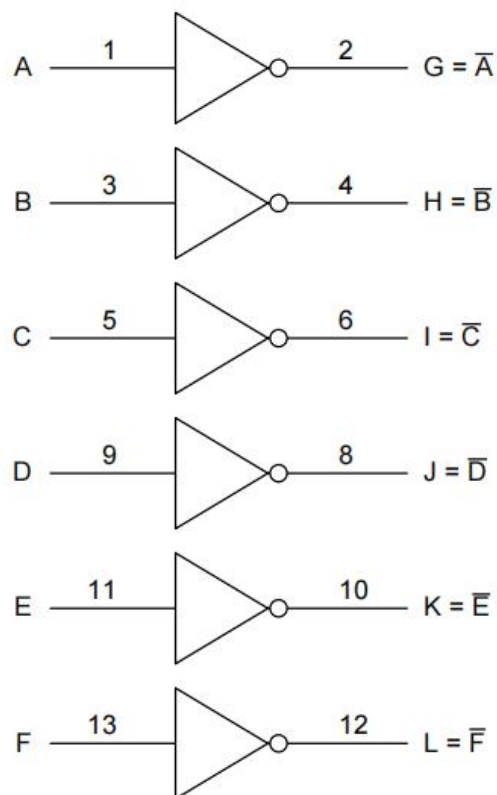 A 1 2 G = A̅
B 3 4 H = B̅
C 5 6 I = C̅
D 9 8 J = D̅
E 11 10 K = E̅
F 13 12 L = F̅